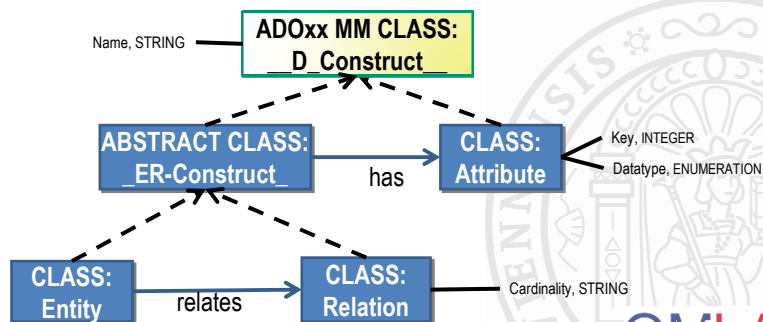 ADOxx MM CLASS:
__D_Construct__
Name, STRING
ABSTRACT CLASS:
_ER-Construct_
has
CLASS:
Attribute
Key, INTEGER
Datatype, ENUMERATION
CLASS:
Entity
relates
CLASS:
Relation
Cardinality, STRING